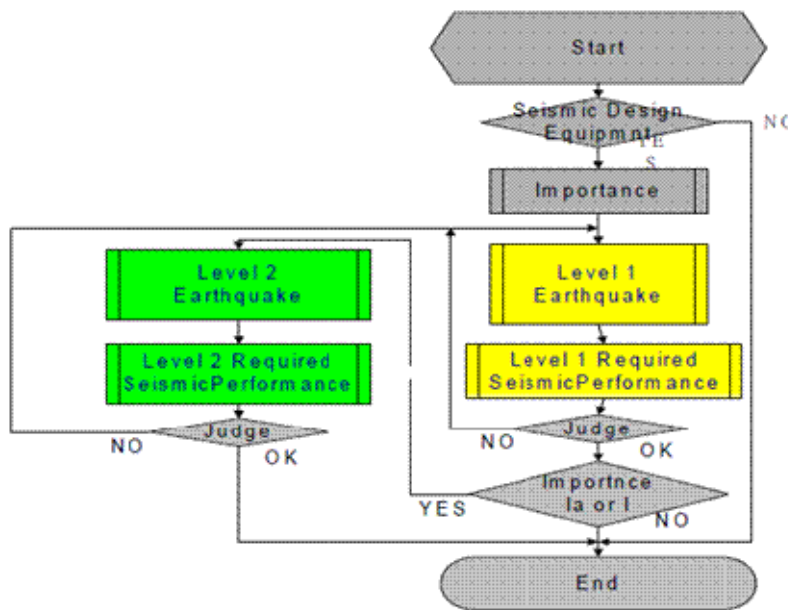 Start
Seismic Design
Equipmnt
NO
YE
S
Importance
Level 2
Earthquake
Level 1
Earthquake
Level 2 Required
SeismicPerformance
Level 1 Required
SeismicPerformance
Judge
NO
OK
Judge
NO
OK
Importnce
Ia or I
YES
NO
End